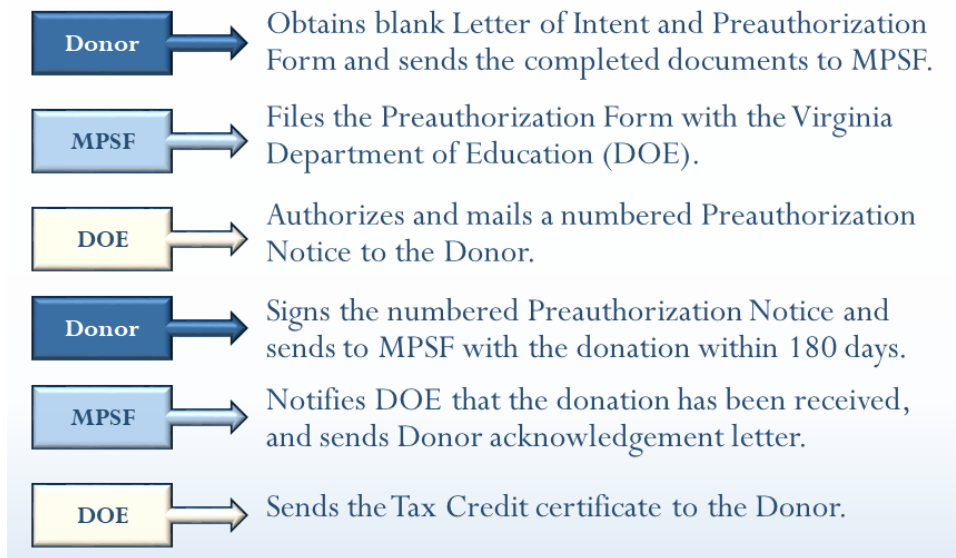 Donor
Obtains blank Letter of Intent and Preauthorization
Form and sends the completed documents to MPSF.
MPSF
Files the Preauthorization Form with the Virginia
Department of Education (DOE).
DOE
Authorizes and mails a numbered Preauthorization
Notice to the Donor.
Donor
Signs the numbered Preauthorization Notice and
sends to MPSF with the donation within 180 days.
MPSF
Notifies DOE that the donation has been received,
and sends Donor acknowledgement letter.
DOE
Sends the Tax Credit certificate to the Donor.